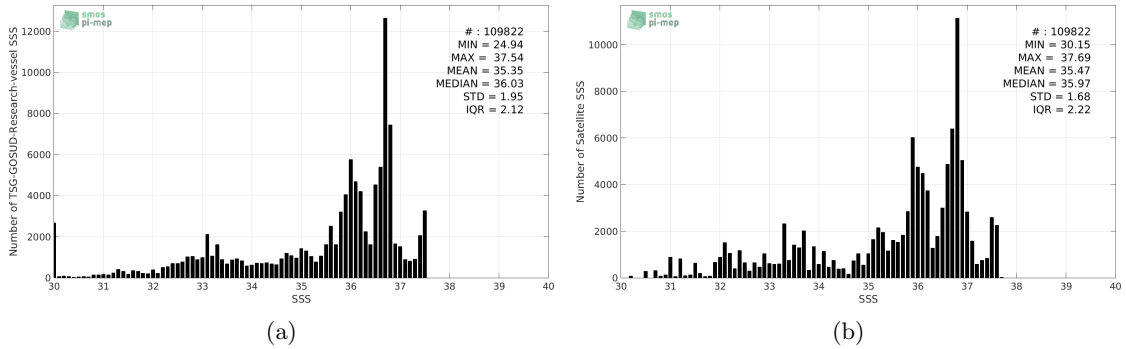 smos
pi-mep
# : 109822
MIN = 24.94
MAX = 37.54
MEAN = 35.35
MEDIAN = 36.03
STD = 1.95
IQR = 2.12
Number of TSG-GOSUD-Research-vessel SSS
12000
10000
8000
6000
4000
2000
0
30 31 32 33 34 35 36 37 38 39 40
SSS
(a)
smos
pi-mep
# : 109822
MIN = 30.15
MAX = 37.69
MEAN = 35.47
MEDIAN = 35.97
STD = 1.68
IQR = 2.22
Number of Satellite SSS
10000
8000
6000
4000
2000
0
30 31 32 33 34 35 36 37 38 39 40
SSS
(b)